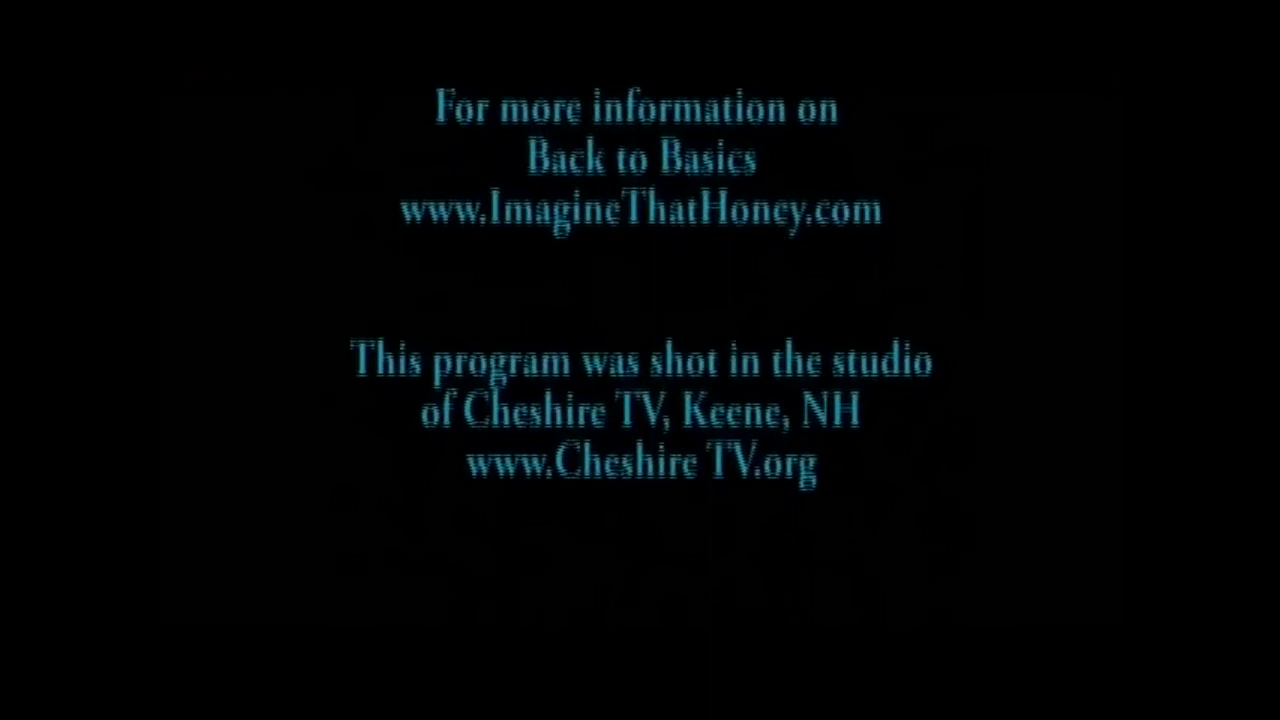 For more information on
Back to Basics
www.ImagineThatHoney.com
This program was shot in the studio
of Cheshire TV, Keene, NH
www.Cheshire TV.org